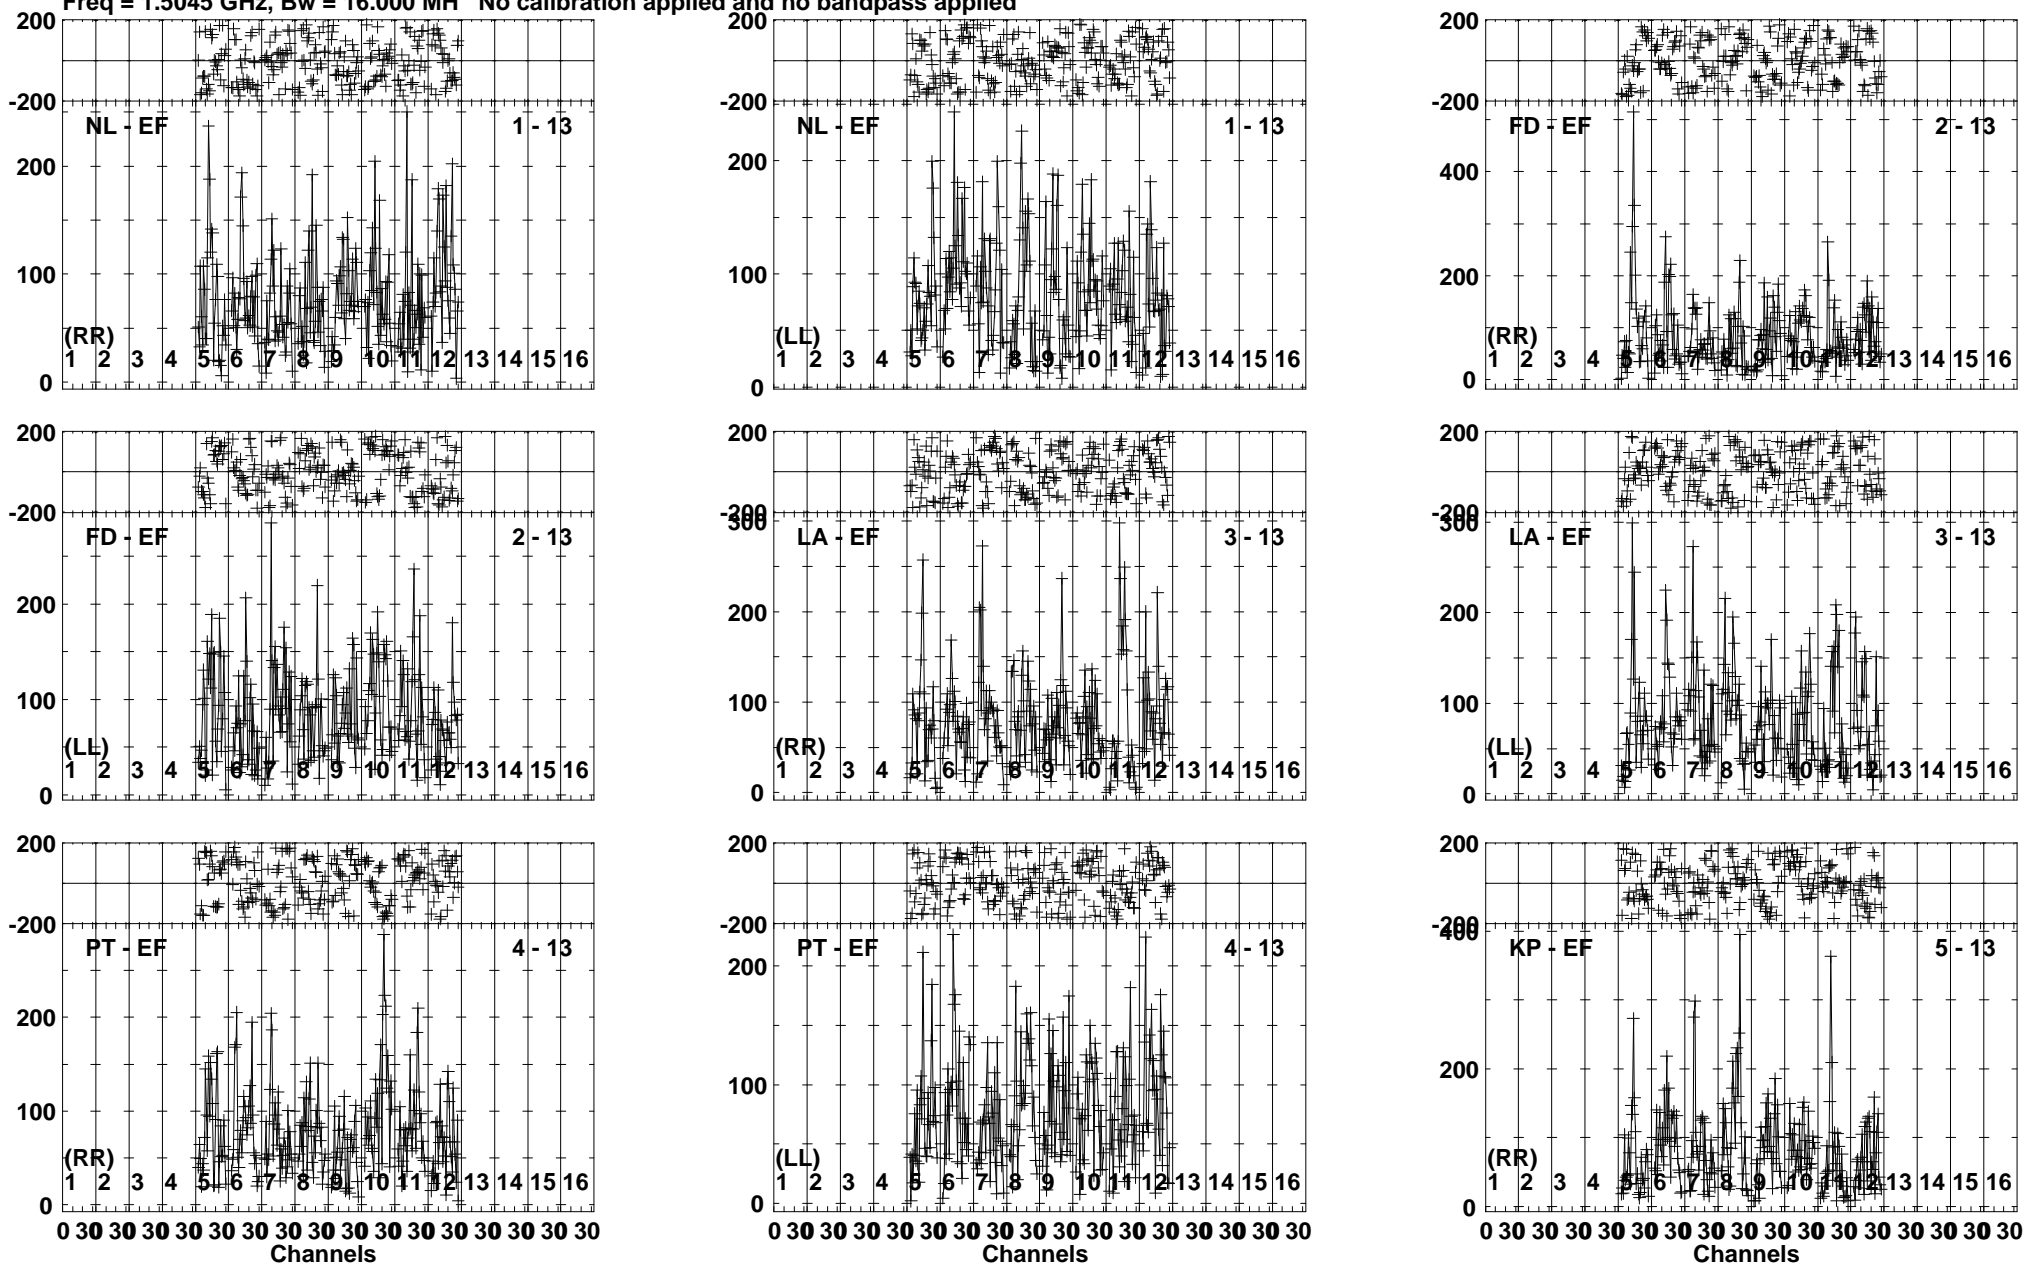 Freq = 1.5045 GHz, Bw = 16.000 MH No calibration applied and no bandpass applied
200 200 200
-200 -200 -200
NL - EF 1 - 13 NL - EF 1 - 13 FD - EF 2 - 13
200 200 400
100 100 200
(RR) (LL) (RR)
1 2 3 4 5 6 7 8 9 10 11 12 13 14 15 16 1 2 3 4 5 6 7 8 9 10 11 12 13 14 15 16 1 2 3 4 5 6 7 8 9 10 11 12 13 14 15 16
0 0 0
200 200 200
-200 -200 -200
300 300
FD - EF 2 - 13 LA - EF 3 - 13 LA - EF 3 - 13
200 200 200
100 100 100
(LL) (RR) (LL)
1 2 3 4 5 6 7 8 9 10 11 12 13 14 15 16 1 2 3 4 5 6 7 8 9 10 11 12 13 14 15 16 1 2 3 4 5 6 7 8 9 10 11 12 13 14 15 16
0 0 0
200 200 200
-200 -200 -200
400
PT - EF 4 - 13 PT - EF 4 - 13 KP - EF 5 - 13
200 200 200
100 100
(RR) (LL) (RR)
1 2 3 4 5 6 7 8 9 10 11 12 13 14 15 16 1 2 3 4 5 6 7 8 9 10 11 12 13 14 15 16 1 2 3 4 5 6 7 8 9 10 11 12 13 14 15 16
0 0 0
0 30 30 30 30 30 30 30 30 30 30 30 30 30 30 30 30 0 30 30 30 30 30 30 30 30 30 30 30 30 30 30 30 30 0 30 30 30 30 30 30 30 30 30 30 30 30 30 30 30 30
Channels Channels Channels